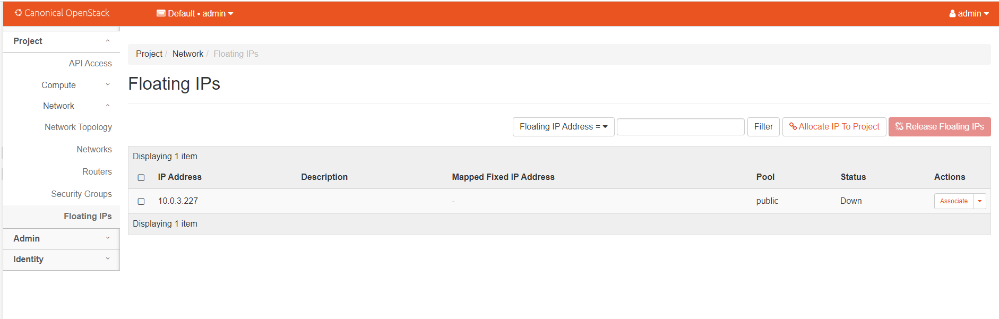 Canonical OpenStack
Default • admin
admin
Project
API Access
Compute
Network
Network Topology
Networks
Routers
Security Groups
Floating IPs
Admin
Identity
Project / Network / Floating IPs
Floating IPs
Floating IP Address =
Filter
Allocate IP To Project
Release Floating IPs
Displaying 1 item
IP Address Description Mapped Fixed IP Address Pool Status Actions
10.0.3.227 - public Down Associate
Displaying 1 item